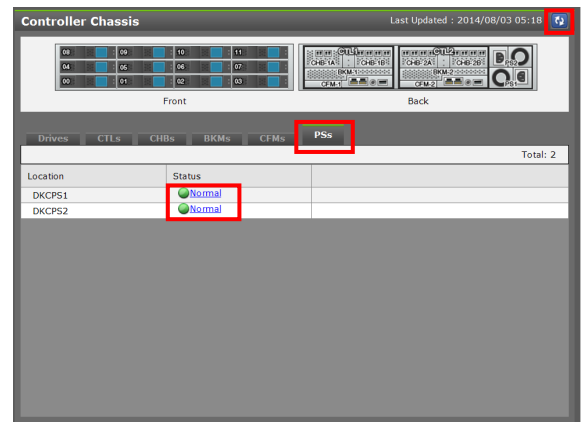 Controller Chassis
Last Updated : 2014/08/03 05:18
08 09 10 11
04 05 06 07
00 01 02 03
CTL1 CTL2
CHB-1A CHB-1B CHB-2A CHB-2B PS2
BKM-1 BKM-2
CFM-1 CFM-2 PS1
Front Back
Drives CTLs CHBs BKMs CFMs PSs
Total: 2
Location Status
DKCPS1 Normal
DKCPS2 Normal